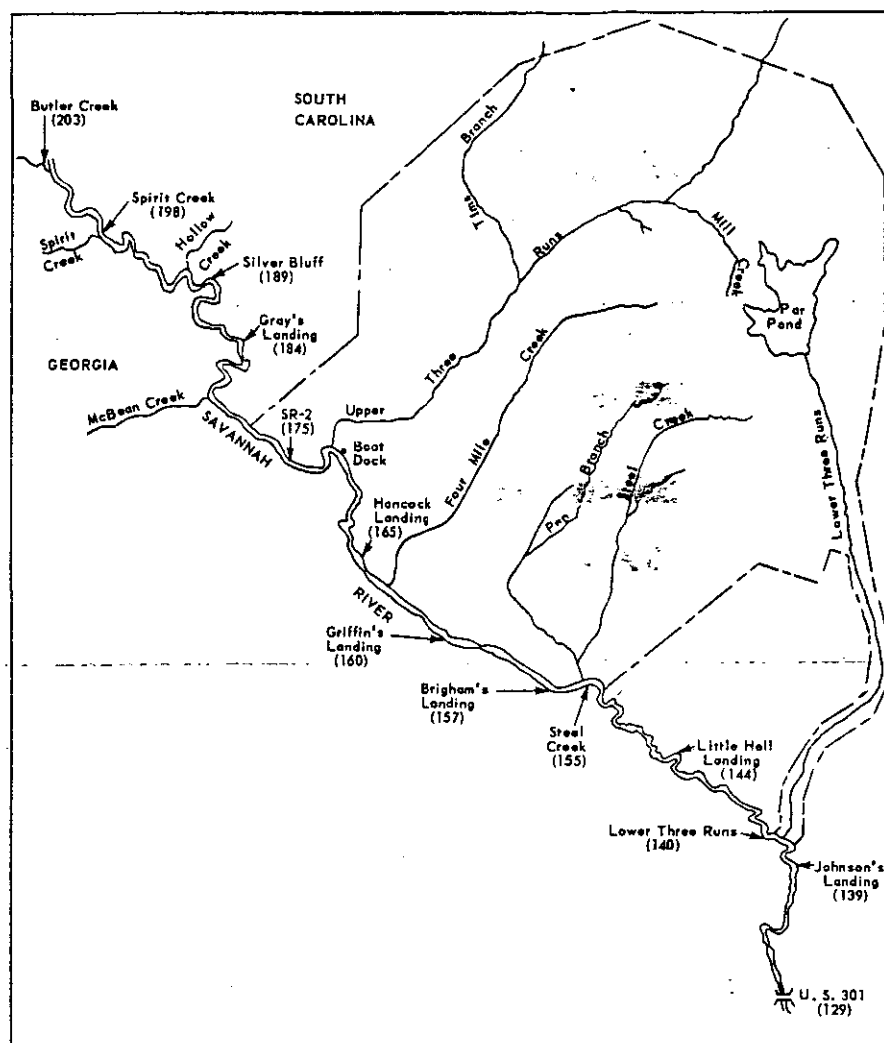 Butler Creek
(203)
SOUTH
CAROLINA
Spirit Creek
(198)
Spirit
Creek
Hollow
Creek
Silver Bluff
(189)
Gray's
Landing
(184)
GEORGIA
McBean Creek
SAVANNAH
RIVER
SR-2
(175)
Boat
Dock
Upper
Three
Runs
Tims
Branch
Mill
Creek
Par
Pond
Four Mile
Creek
Pen
Branch
Steel
Creek
Lower Three Runs
Hancock
Landing
(165)
Griffin's
Landing
(160)
Brigham's
Landing
(157)
Steel
Creek
(155)
Little Hell
Landing
(144)
Lower Three Runs
(140)
Johnson's
Landing
(139)
U. S. 301
(129)